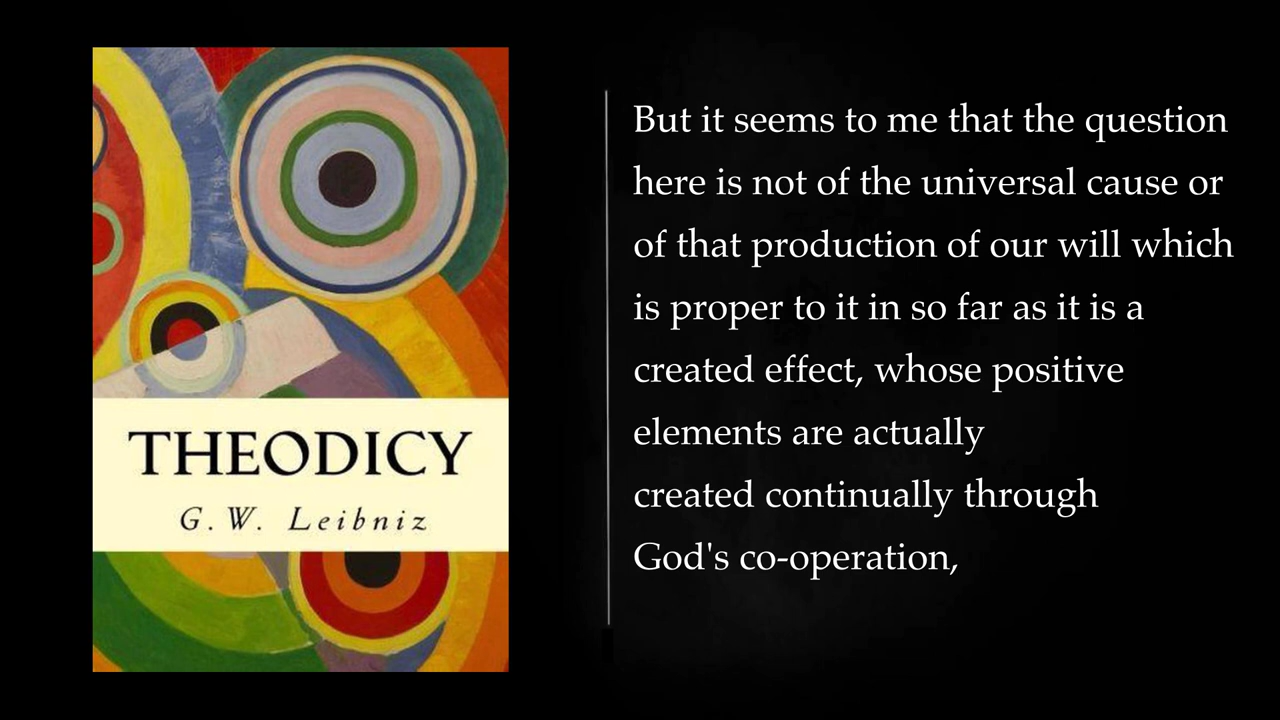 THEODICY
G. W. Leibniz
But it seems to me that the question
here is not of the universal cause or
of that production of our will which
is proper to it in so far as it is a
created effect, whose positive
elements are actually
created continually through
God's co-operation,